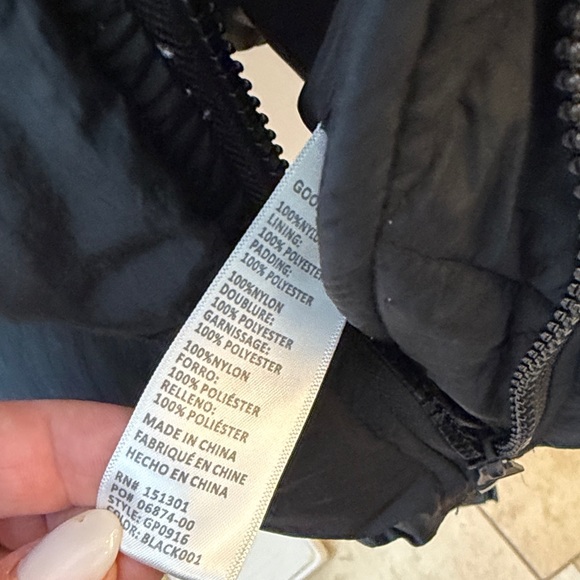 100%NYLON
LINING:
100% POLYESTER
PADDING:
100% POLYESTER
100%NYLON
DOUBLURE:
100% POLYESTER
GARNISSAGE:
100% POLYESTER
100%NYLON
FORRO:
100% POLIÉSTER
RELLENO:
100% POLIÉSTER
MADE IN CHINA
FABRIQUÉ EN CHINE
HECHO EN CHINA
RN# 151301
PO# 06874-00
STYLE: GP0916
COLOR: BLACK001